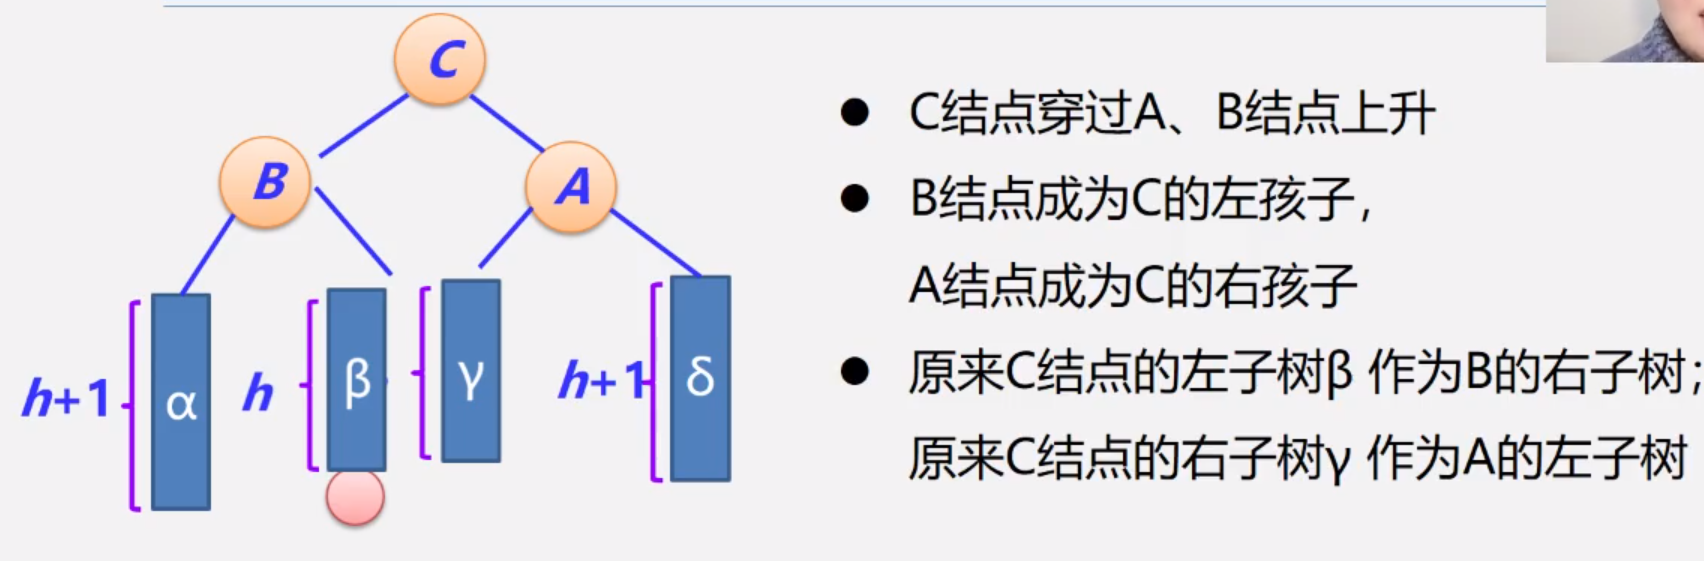 C
B
A
h+1
α
h
β
γ
h+1
δ
● C结点穿过A、B结点上升
● B结点成为C的左孩子，
A结点成为C的右孩子
● 原来C结点的左子树β 作为B的右子树；
原来C结点的右子树γ 作为A的左子树